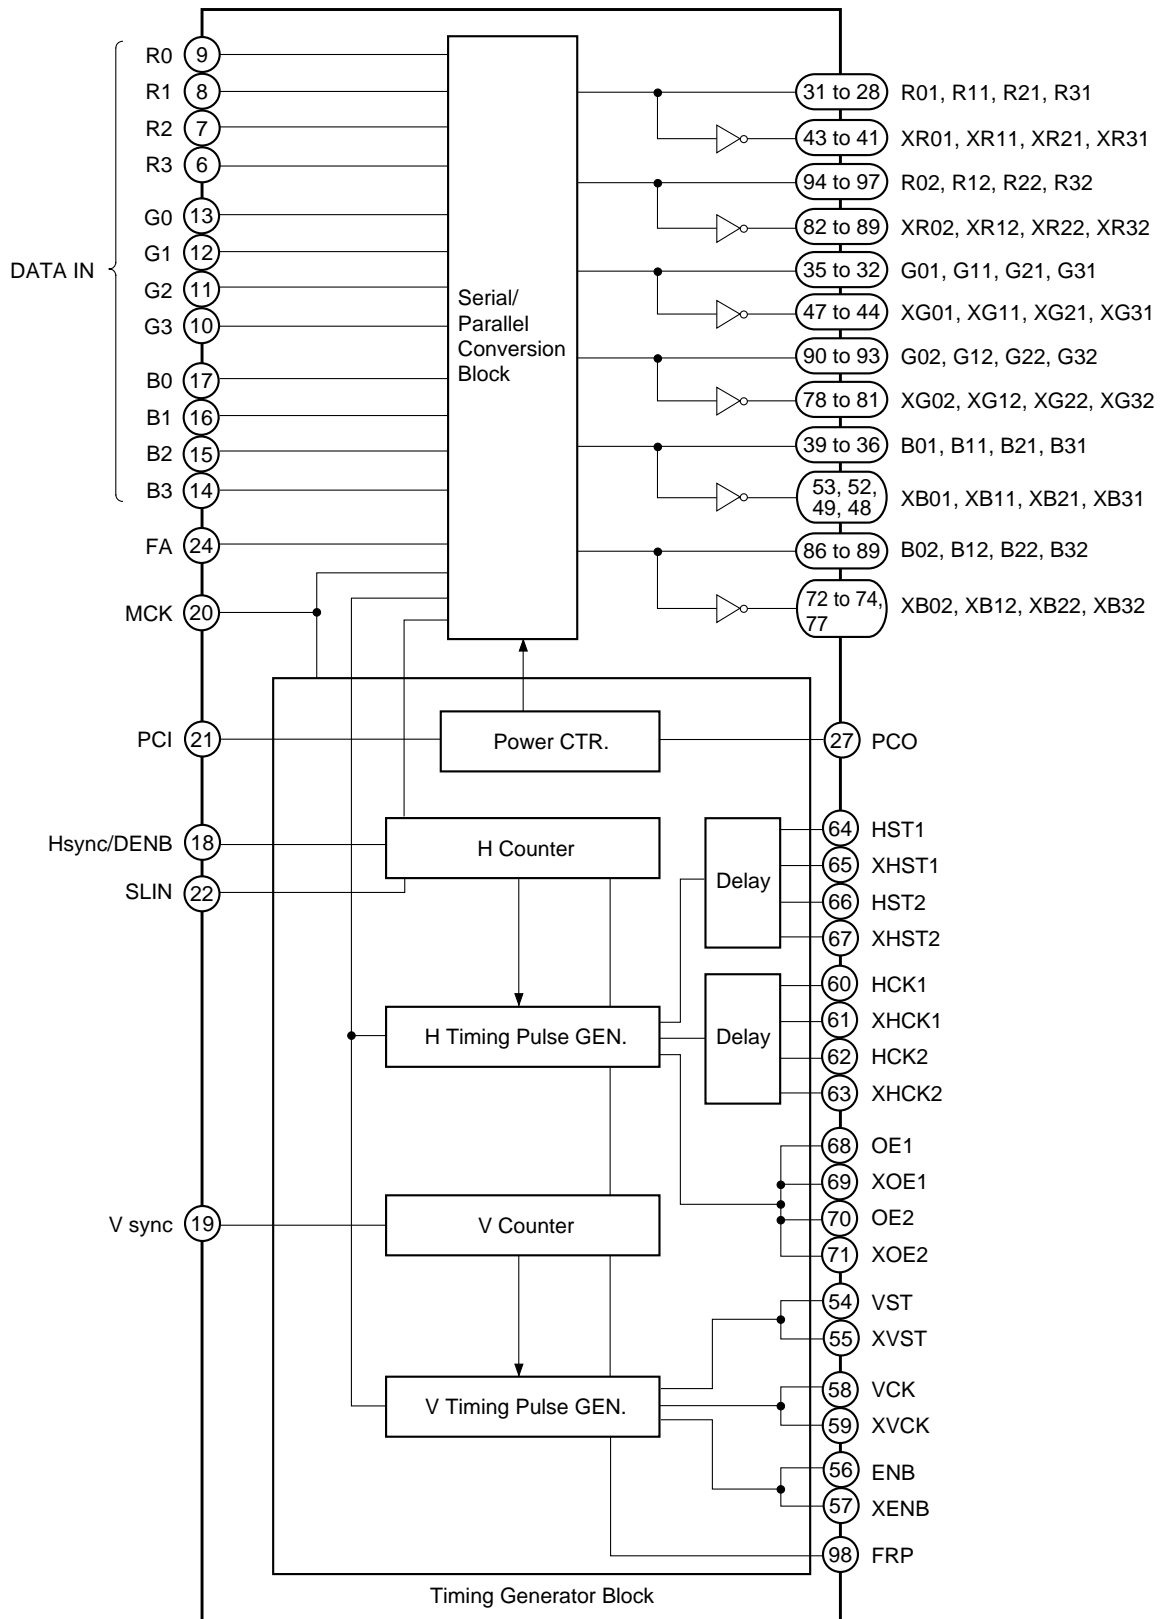 R0 9
R1 8
R2 7
R3 6
G0 13
G1 12
G2 11
G3 10
B0 17
B1 16
B2 15
B3 14
DATA IN
FA 24
MCK 20
PCI 21
Hsync/DENB 18
SLIN 22
V sync 19
Serial/
Parallel
Conversion
Block
31 to 28 R01, R11, R21, R31
43 to 41 XR01, XR11, XR21, XR31
94 to 97 R02, R12, R22, R32
82 to 89 XR02, XR12, XR22, XR32
35 to 32 G01, G11, G21, G31
47 to 44 XG01, XG11, XG21, XG31
90 to 93 G02, G12, G22, G32
78 to 81 XG02, XG12, XG22, XG32
39 to 36 B01, B11, B21, B31
53, 52,
49, 48 XB01, XB11, XB21, XB31
86 to 89 B02, B12, B22, B32
72 to 74,
77 XB02, XB12, XB22, XB32
Power CTR.
27 PCO
H Counter
Delay
64 HST1
65 XHST1
66 HST2
67 XHST2
H Timing Pulse GEN.
Delay
60 HCK1
61 XHCK1
62 HCK2
63 XHCK2
68 OE1
69 XOE1
70 OE2
71 XOE2
V Counter
54 VST
55 XVST
V Timing Pulse GEN.
58 VCK
59 XVCK
56 ENB
57 XENB
98 FRP
Timing Generator Block